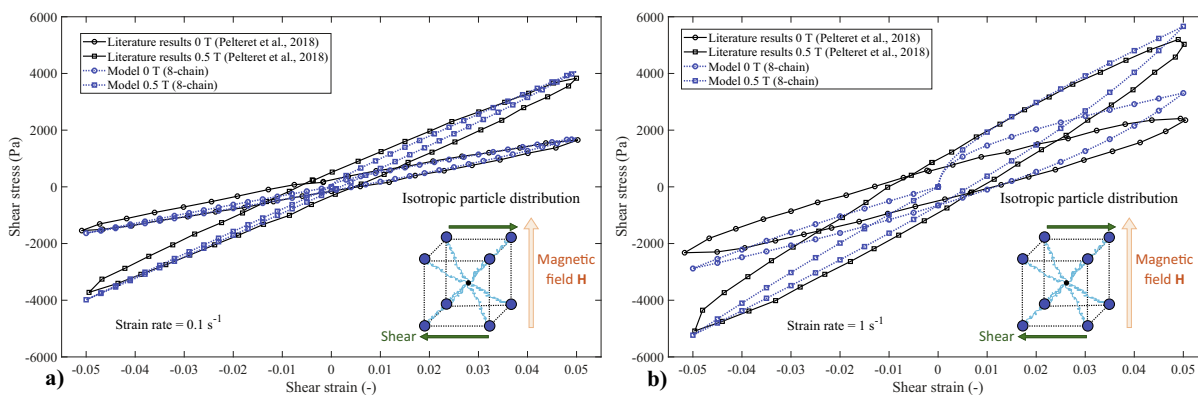 Literature results 0 T (Pelteret et al., 2018)
Literature results 0.5 T (Pelteret et al., 2018)
Model 0 T (8-chain)
Model 0.5 T (8-chain)
6000
4000
2000
0
-2000
-4000
-6000
Shear stress (Pa)
Isotropic particle distribution
Magnetic
field H
Shear
Strain rate = 0.1 s⁻¹
-0.05 -0.04 -0.03 -0.02 -0.01 0 0.01 0.02 0.03 0.04 0.05
Shear strain (-)
a)
Literature results 0 T (Pelteret et al., 2018)
Literature results 0.5 T (Pelteret et al., 2018)
Model 0 T (8-chain)
Model 0.5 T (8-chain)
6000
4000
2000
0
-2000
-4000
-6000
Shear stress (Pa)
Isotropic particle distribution
Magnetic
field H
Shear
Strain rate = 1 s⁻¹
-0.05 -0.04 -0.03 -0.02 -0.01 0 0.01 0.02 0.03 0.04 0.05
Shear strain (-)
b)